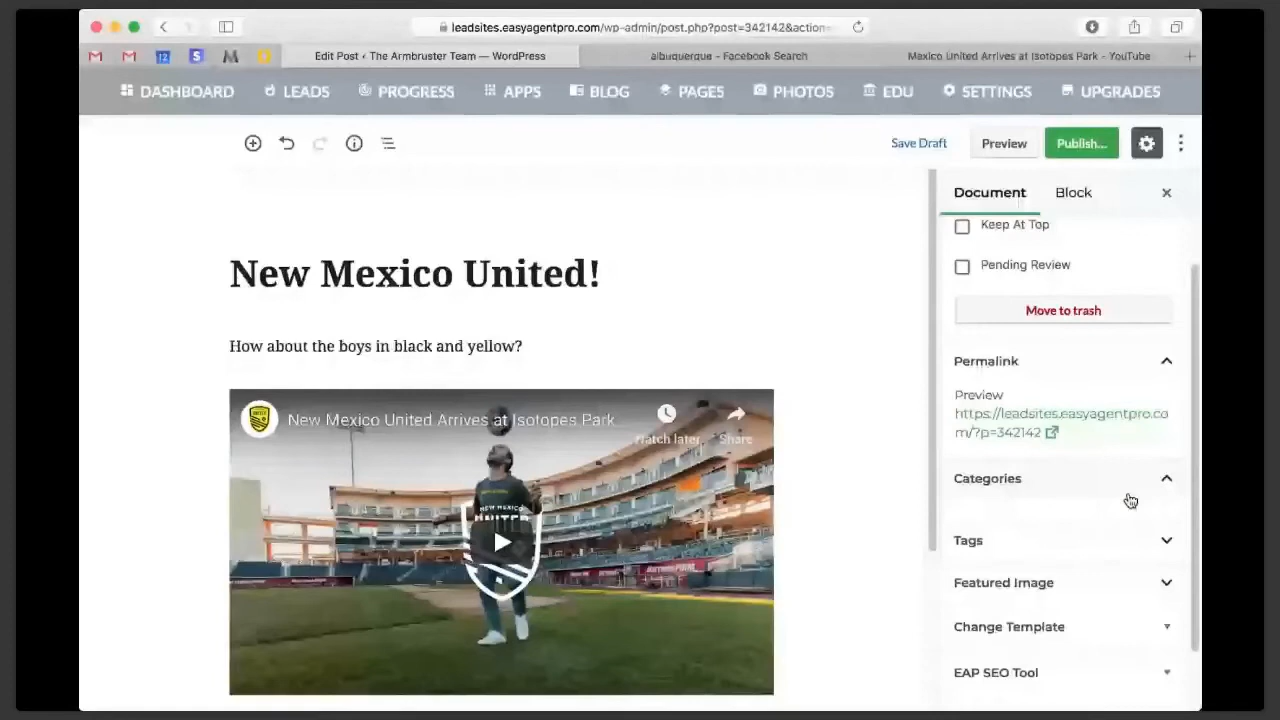 leadsites.easyagentpro.com/wp-admin/post.php?post=342142&action=
12 S
Edit Post ‹ The Armbruster Team — WordPress
albuquerque - Facebook Search
Mexico United Arrives at Isotopes Park - YouTube
DASHBOARD LEADS PROGRESS APPS BLOG PAGES PHOTOS EDU SETTINGS UPGRADES
Save Draft Preview Publish...
Document Block
Keep At Top
Pending Review
Move to trash
Permalink
Preview
https://leadsites.easyagentpro.co
m/?p=342142
Categories
Tags
Featured Image
Change Template
EAP SEO Tool
New Mexico United!
How about the boys in black and yellow?
New Mexico United Arrives at Isotopes Park
Watch later Share
NEW MEXICO
UNITED